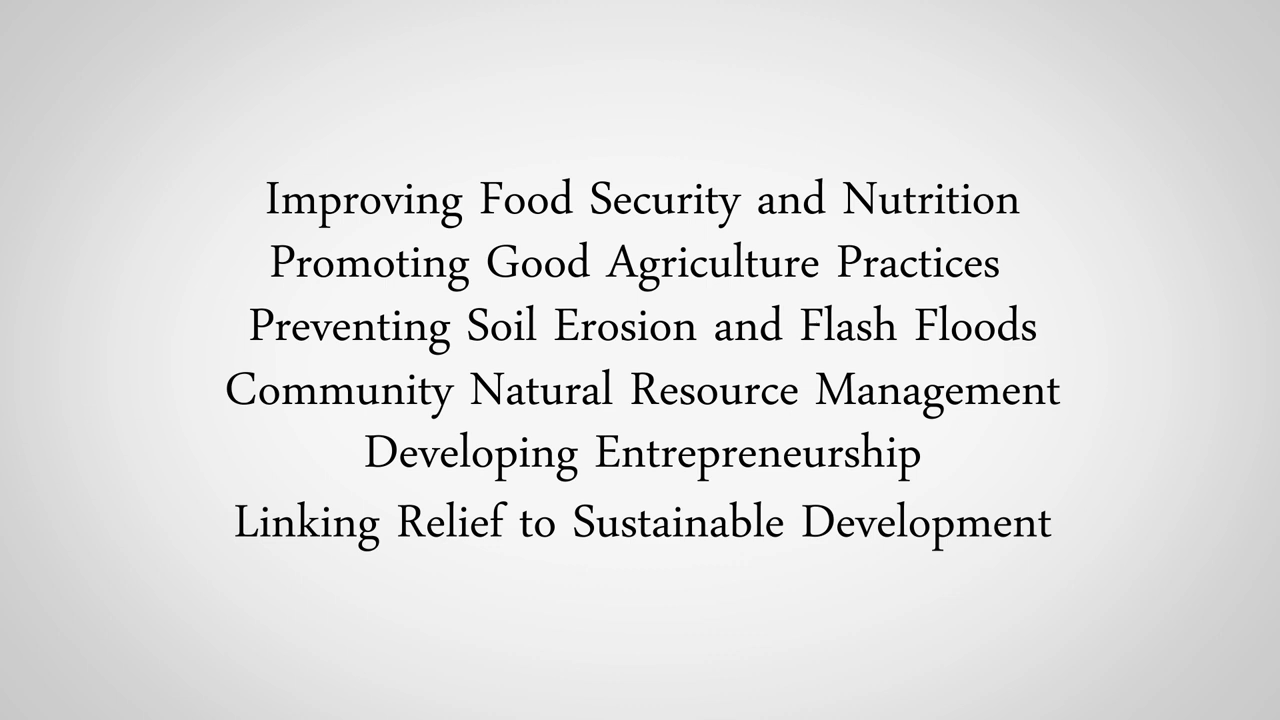 Improving Food Security and Nutrition
Promoting Good Agriculture Practices
Preventing Soil Erosion and Flash Floods
Community Natural Resource Management
Developing Entrepreneurship
Linking Relief to Sustainable Development